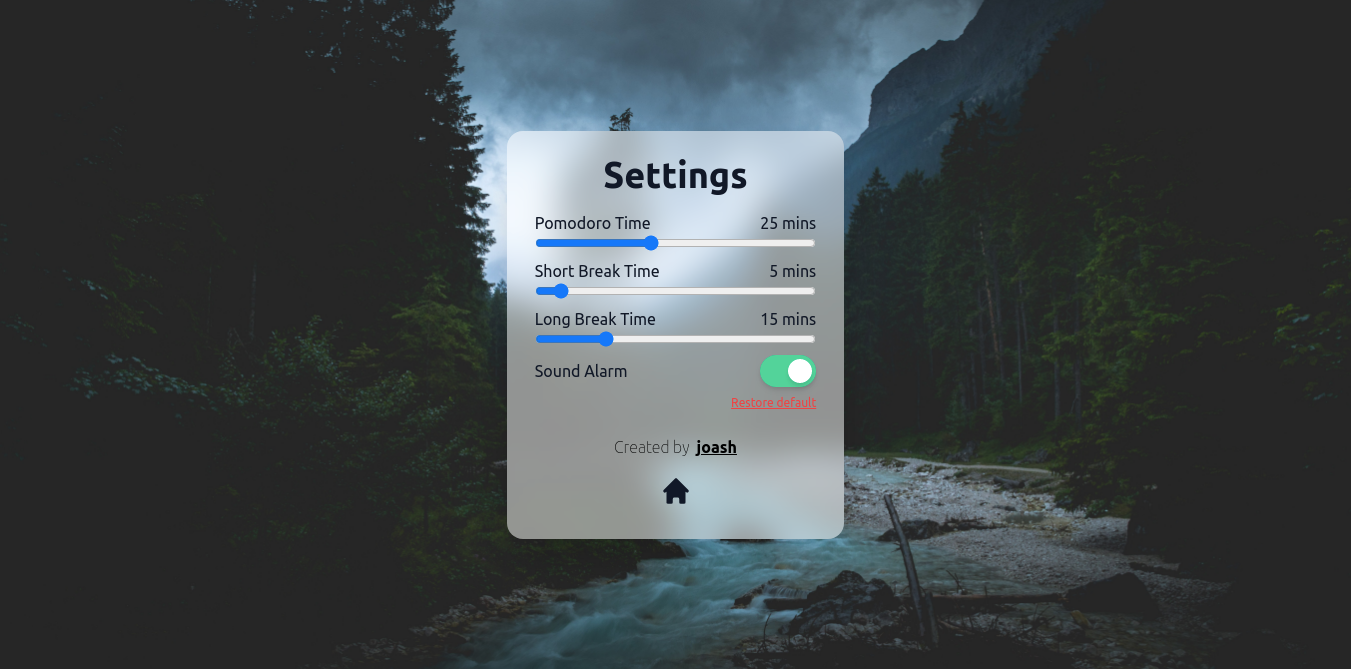 Settings
Pomodoro Time 25 mins
Short Break Time 5 mins
Long Break Time 15 mins
Sound Alarm
Restore default
Created by joash